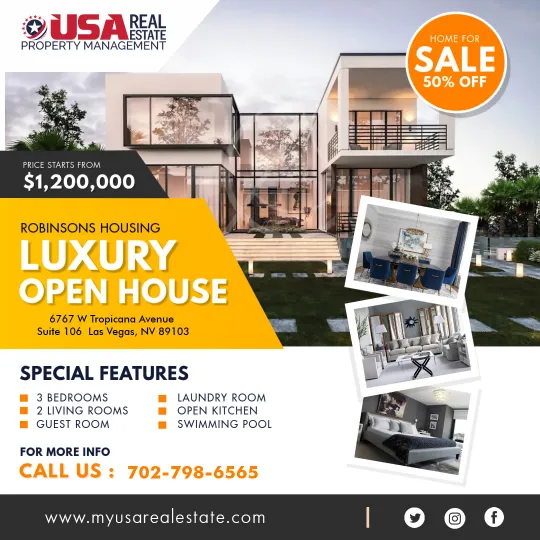 USA REAL
ESTATE
PROPERTY MANAGEMENT
HOME FOR
SALE
50% OFF
PRICE STARTS FROM
$1,200,000
ROBINSONS HOUSING
LUXURY
OPEN HOUSE
6767 W Tropicana Avenue
Suite 106 Las Vegas, NV 89103
SPECIAL FEATURES
3 BEDROOMS
2 LIVING ROOMS
GUEST ROOM
LAUNDRY ROOM
OPEN KITCHEN
SWIMMING POOL
FOR MORE INFO
CALL US : 702-798-6565
www.myusarealestate.com